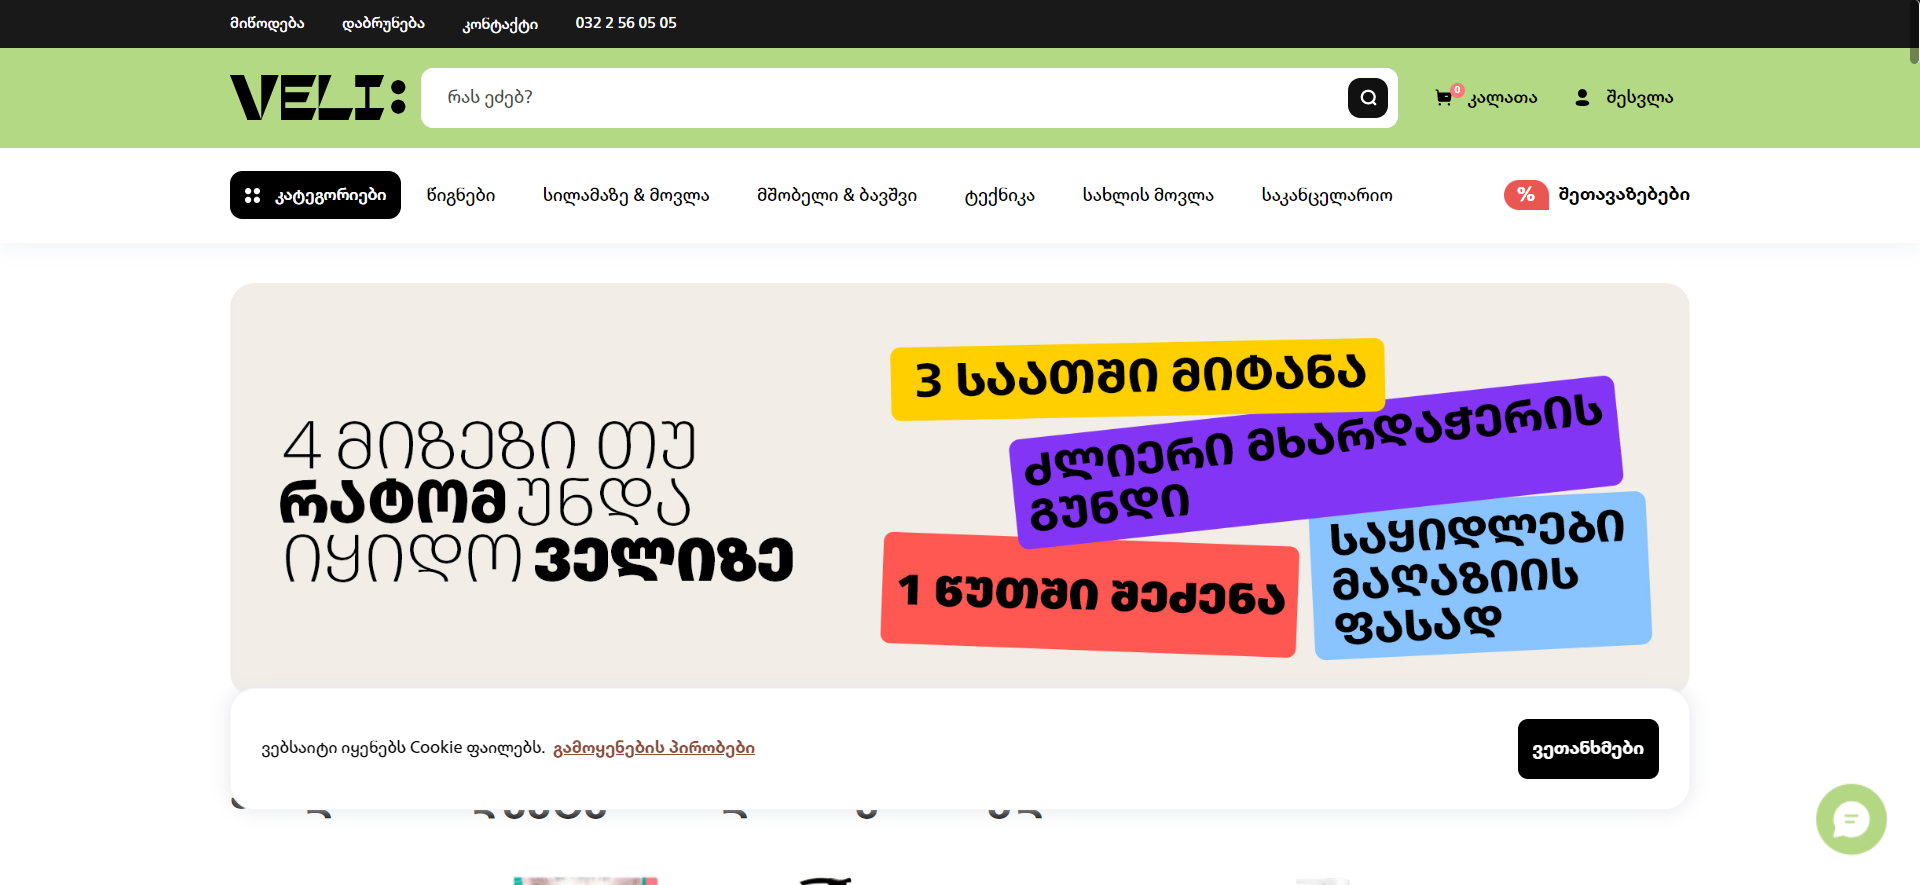 მიწოდება დაბრუნება კონტაქტი 032 2 56 05 05
VELI:
რას ეძებ?
0 კალათა შესვლა
კატეგორიები წიგნები სილამაზე & მოვლა მშობელი & ბავშვი ტექნიკა სახლის მოვლა საკანცელარიო % შეთავაზებები
4 მიზეზი თუ
რატომ უნდა
იყიდო ველიზე
3 საათში მიტანა
ძლიერი მხარდაჭერის
გუნდი
1 წუთში შეძენა
საყიდლები
მაღაზიის
ფასად
ვებსაიტი იყენებს Cookie ფაილებს. გამოყენების პირობები
ვეთანხმები